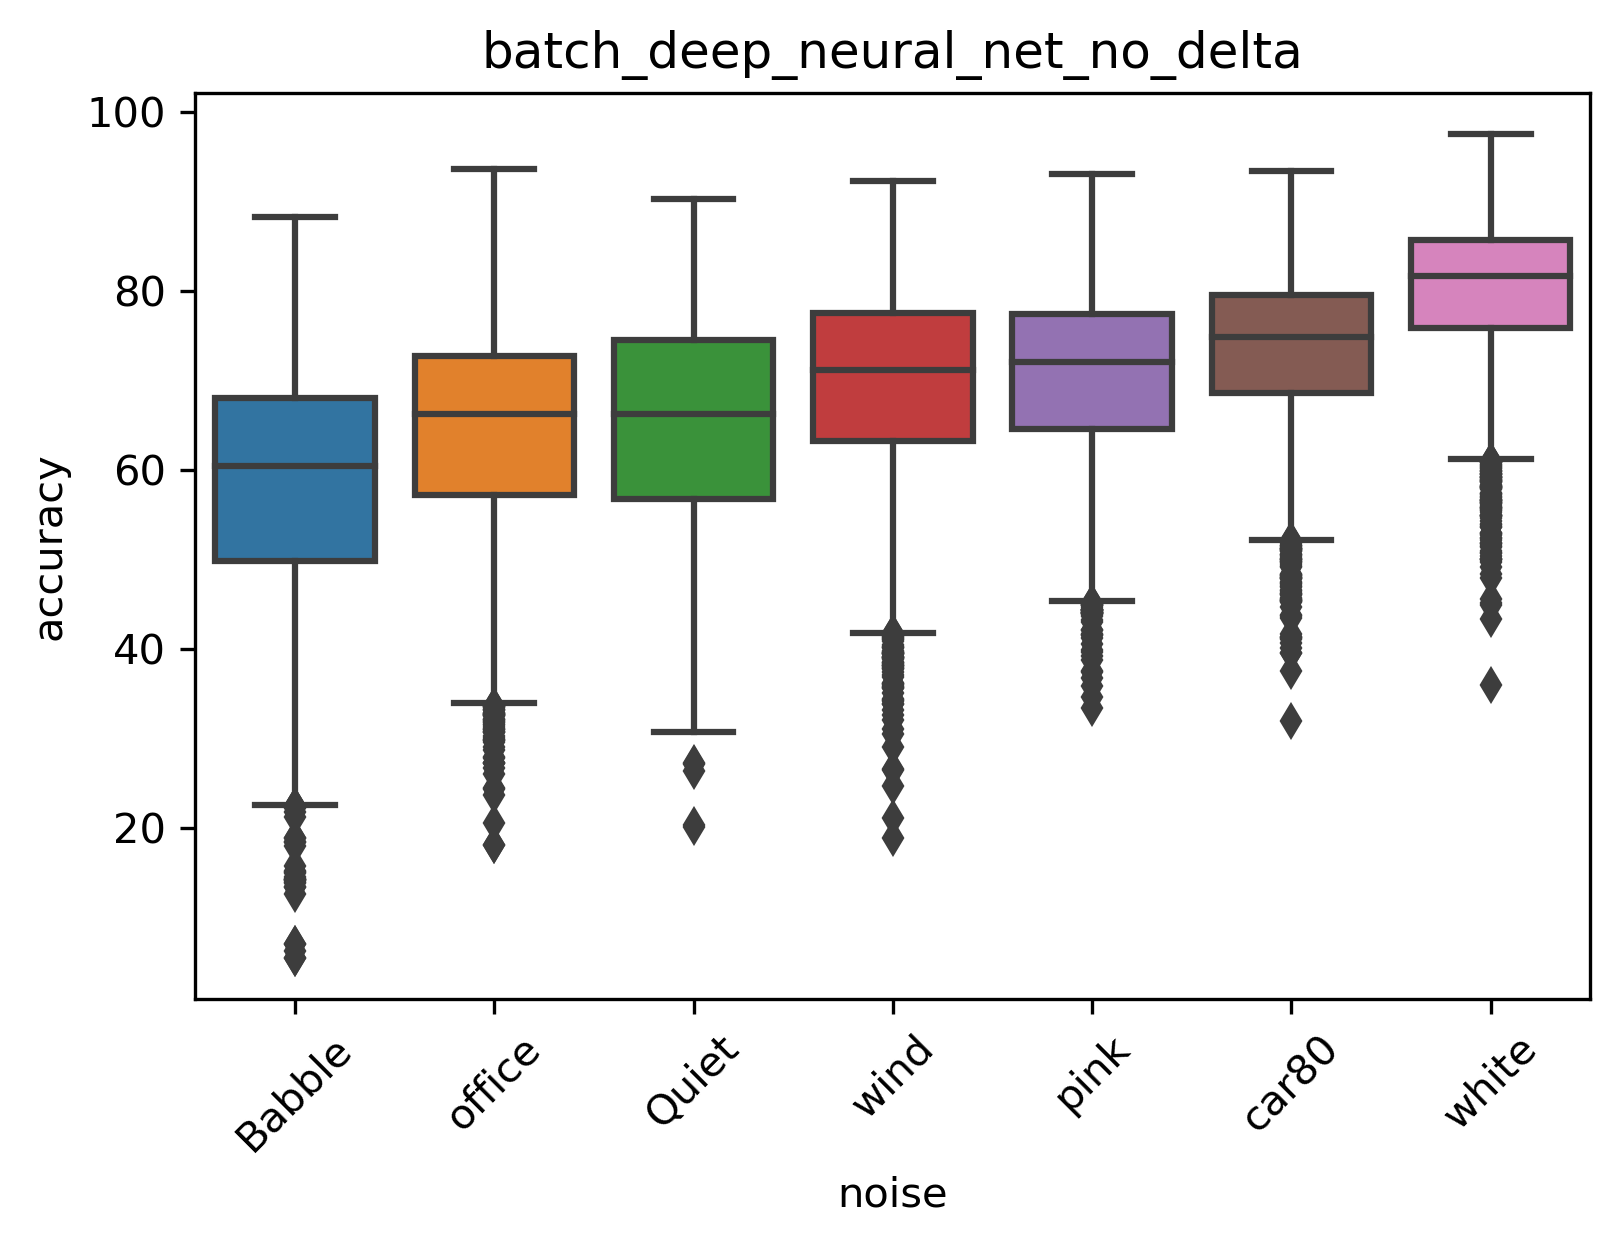 batch_deep_neural_net_no_delta
100
80
60
40
20
accuracy
Babble
office
Quiet
wind
pink
car80
white
noise